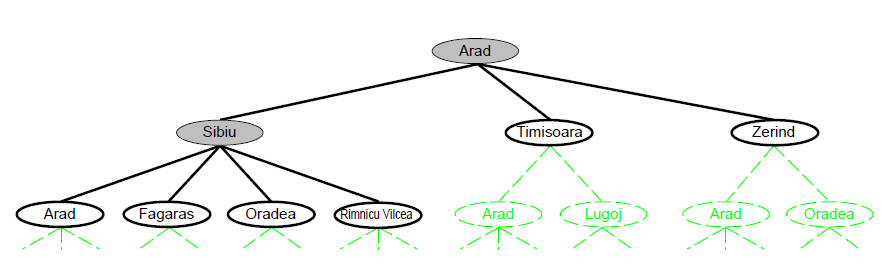 Arad
Sibiu
Timisoara
Zerind
Arad
Fagaras
Oradea
Rimnicu Vilcea
Arad
Lugoj
Arad
Oradea